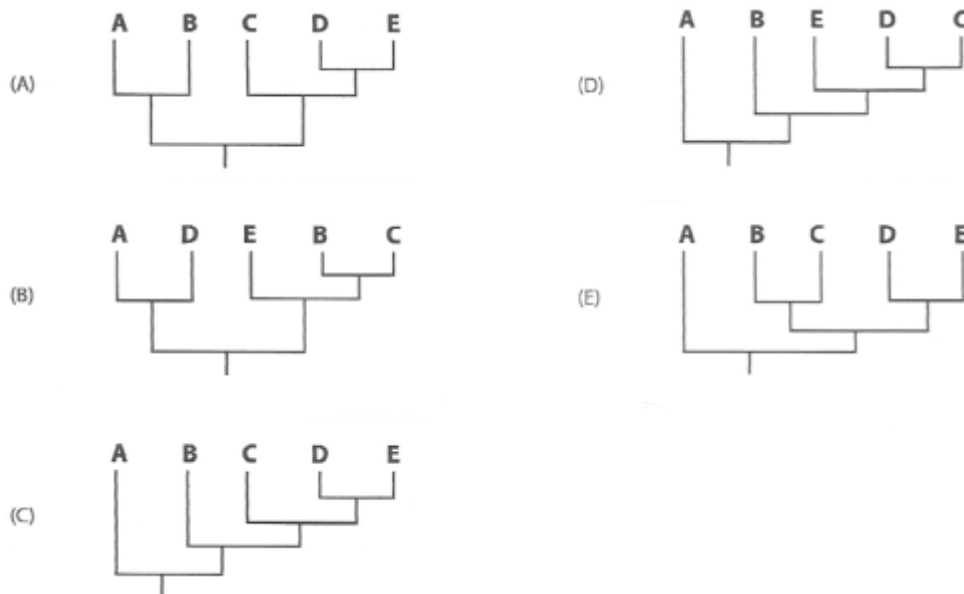 A B C D E
(A)
A D E B C
(B)
A B C D E
(C)
A B E D C
(D)
A B C D E
(E)